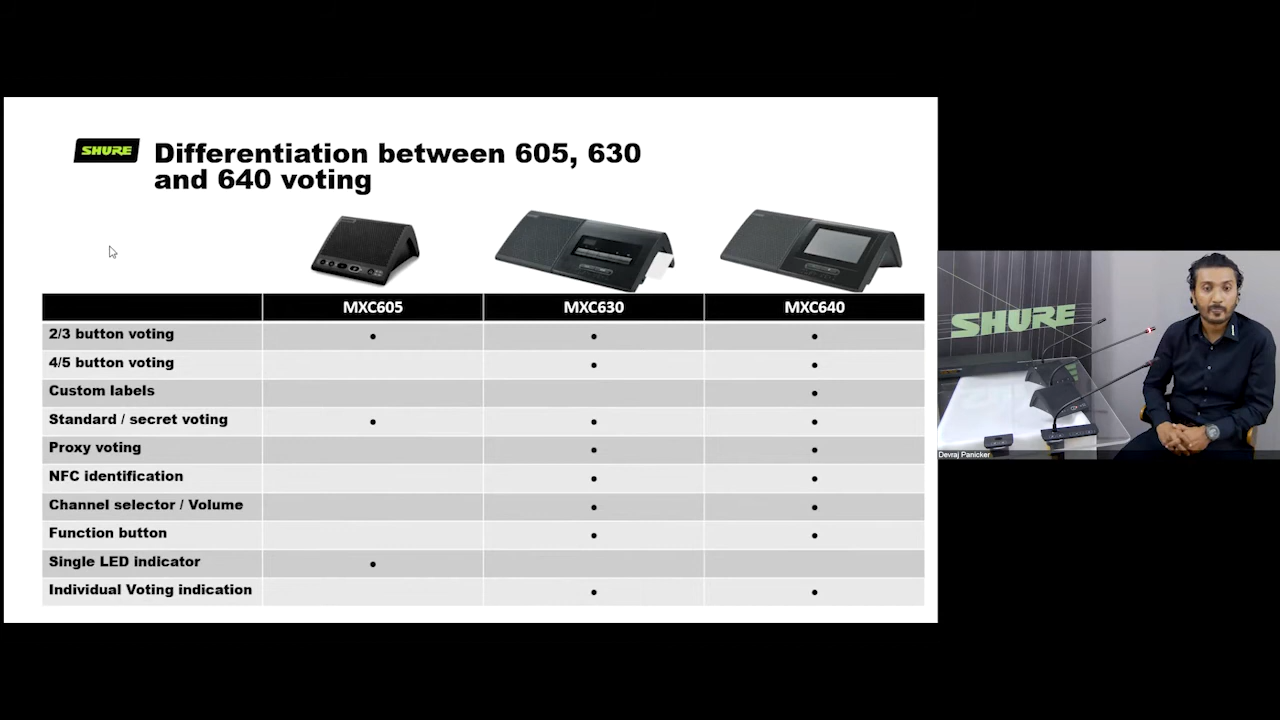 SHURE
Differentiation between 605, 630
and 640 voting
MXC605 MXC630 MXC640
2/3 button voting • • •
4/5 button voting • •
Custom labels •
Standard / secret voting • • •
Proxy voting • •
NFC identification • •
Channel selector / Volume • •
Function button • •
Single LED indicator •
Individual Voting indication • •
SHURE
Devraj Panicker